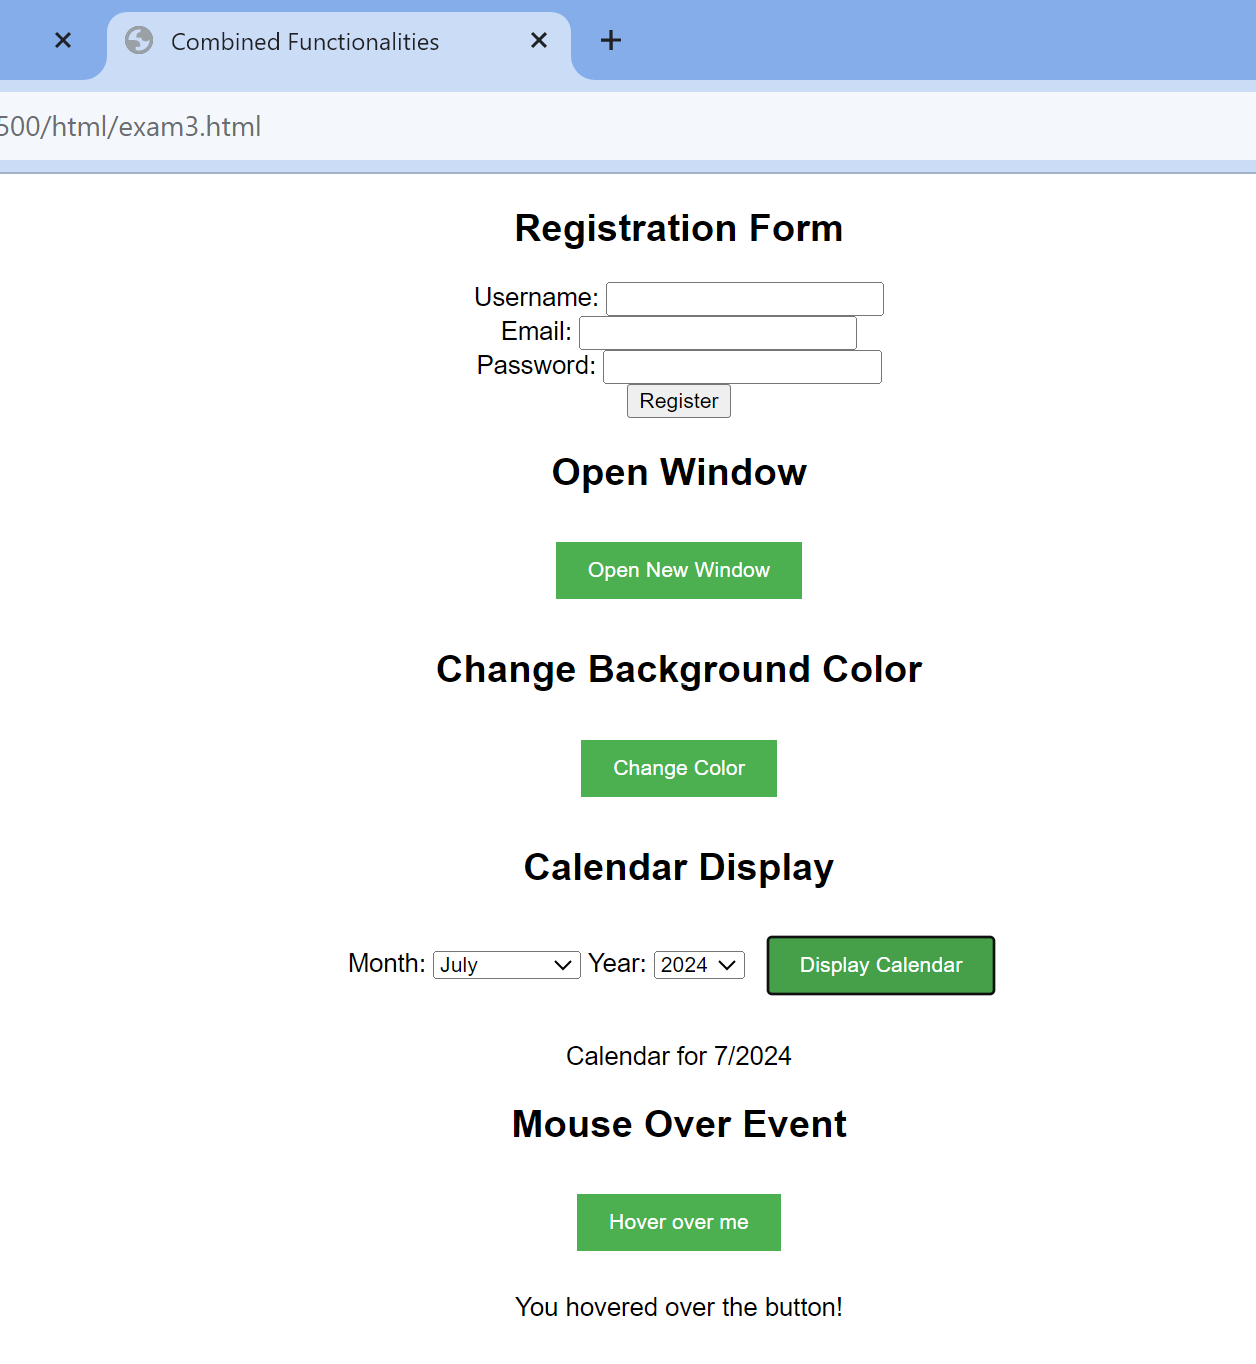 Combined Functionalities
500/html/exam3.html
Registration Form
Username:
Email:
Password:
Register
Open Window
Open New Window
Change Background Color
Change Color
Calendar Display
Month: July Year: 2024 Display Calendar
Calendar for 7/2024
Mouse Over Event
Hover over me
You hovered over the button!